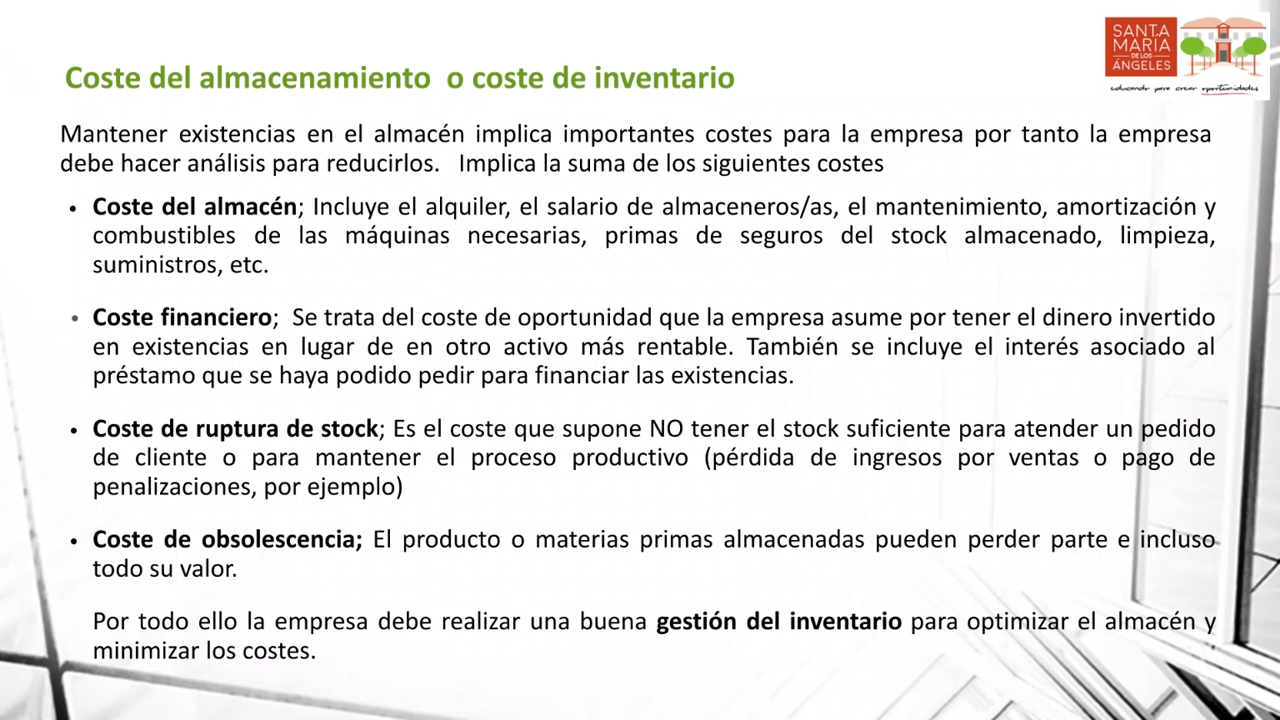 SANTA
MARIA
DE LOS
ÁNGELES
educando para crear oportunidades
Coste del almacenamiento o coste de inventario
Mantener existencias en el almacén implica importantes costes para la empresa por tanto la empresa
debe hacer análisis para reducirlos. Implica la suma de los siguientes costes
• Coste del almacén; Incluye el alquiler, el salario de almaceneros/as, el mantenimiento, amortización y
combustibles de las máquinas necesarias, primas de seguros del stock almacenado, limpieza,
suministros, etc.
• Coste financiero; Se trata del coste de oportunidad que la empresa asume por tener el dinero invertido
en existencias en lugar de en otro activo más rentable. También se incluye el interés asociado al
préstamo que se haya podido pedir para financiar las existencias.
• Coste de ruptura de stock; Es el coste que supone NO tener el stock suficiente para atender un pedido
de cliente o para mantener el proceso productivo (pérdida de ingresos por ventas o pago de
penalizaciones, por ejemplo)
• Coste de obsolescencia; El producto o materias primas almacenadas pueden perder parte e incluso
todo su valor.
Por todo ello la empresa debe realizar una buena gestión del inventario para optimizar el almacén y
minimizar los costes.